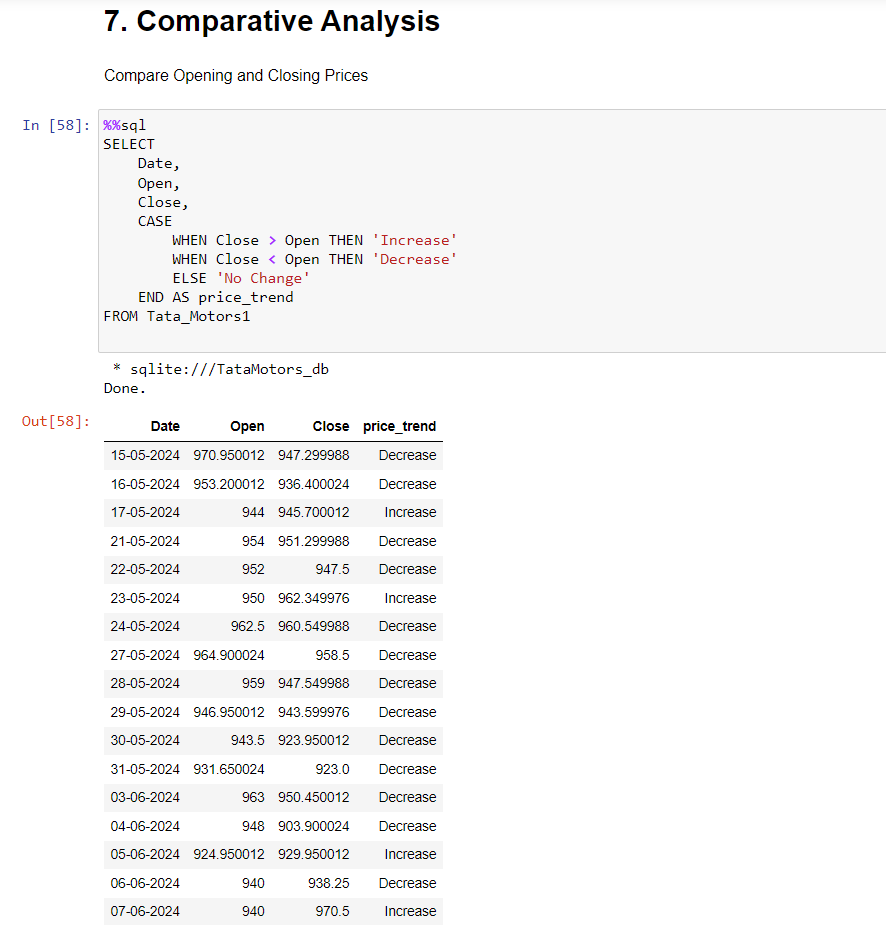 7. Comparative Analysis
Compare Opening and Closing Prices
In [58]: %%sql
SELECT
    Date,
    Open,
    Close,
    CASE
        WHEN Close > Open THEN 'Increase'
        WHEN Close < Open THEN 'Decrease'
        ELSE 'No Change'
    END AS price_trend
FROM Tata_Motors1
 * sqlite:///TataMotors_db
Done.
Out[58]:
Date Open Close price_trend
15-05-2024 970.950012 947.299988 Decrease
16-05-2024 953.200012 936.400024 Decrease
17-05-2024 944 945.700012 Increase
21-05-2024 954 951.299988 Decrease
22-05-2024 952 947.5 Decrease
23-05-2024 950 962.349976 Increase
24-05-2024 962.5 960.549988 Decrease
27-05-2024 964.900024 958.5 Decrease
28-05-2024 959 947.549988 Decrease
29-05-2024 946.950012 943.599976 Decrease
30-05-2024 943.5 923.950012 Decrease
31-05-2024 931.650024 923.0 Decrease
03-06-2024 963 950.450012 Decrease
04-06-2024 948 903.900024 Decrease
05-06-2024 924.950012 929.950012 Increase
06-06-2024 940 938.25 Decrease
07-06-2024 940 970.5 Increase